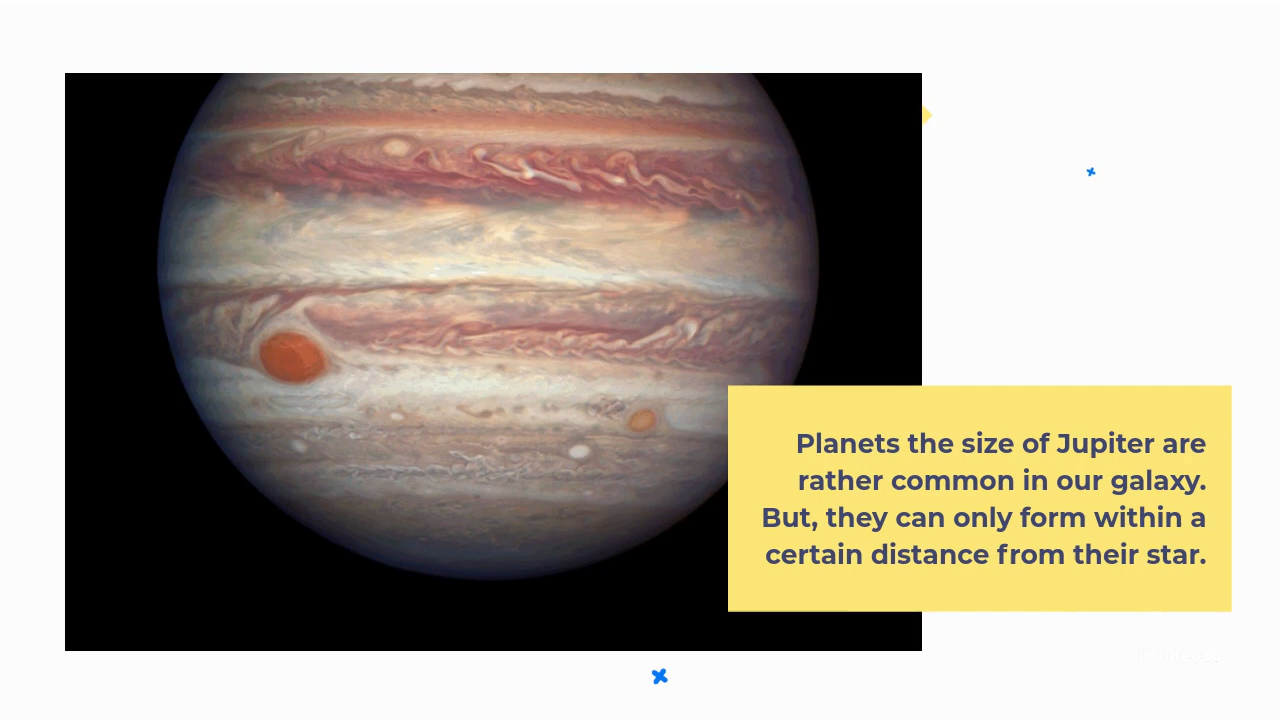 Planets the size of Jupiter are
rather common in our galaxy.
But, they can only form within a
certain distance from their star.